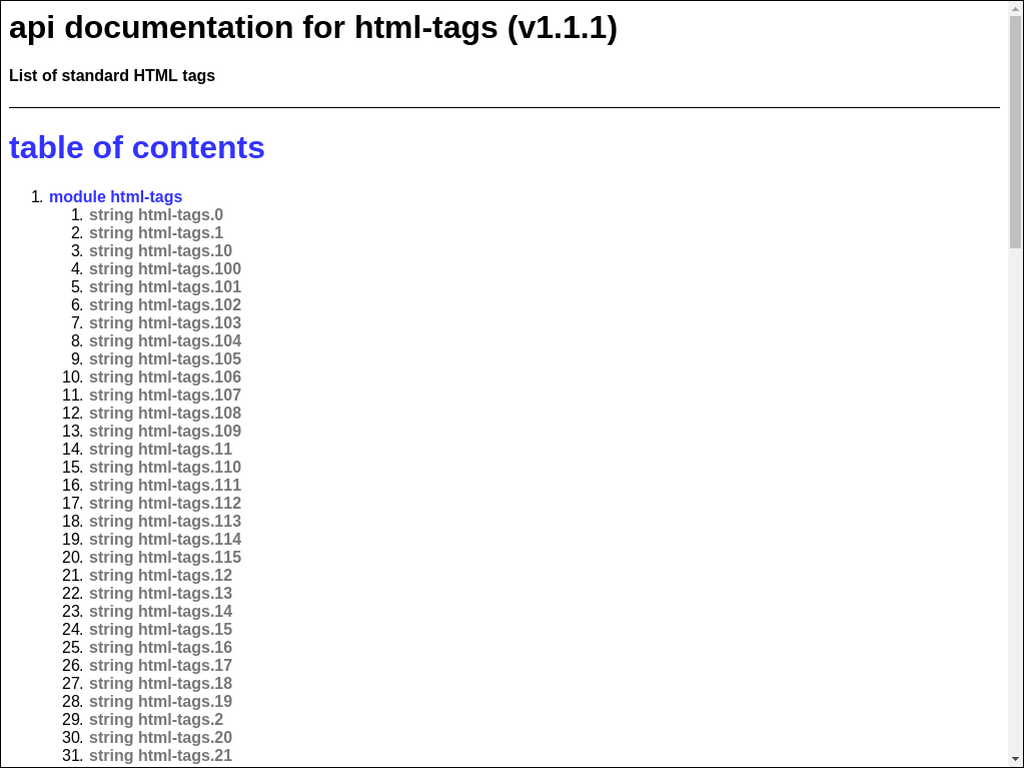 api documentation for html-tags (v1.1.1)
List of standard HTML tags
table of contents
1. module html-tags
1. string html-tags.0
2. string html-tags.1
3. string html-tags.10
4. string html-tags.100
5. string html-tags.101
6. string html-tags.102
7. string html-tags.103
8. string html-tags.104
9. string html-tags.105
10. string html-tags.106
11. string html-tags.107
12. string html-tags.108
13. string html-tags.109
14. string html-tags.11
15. string html-tags.110
16. string html-tags.111
17. string html-tags.112
18. string html-tags.113
19. string html-tags.114
20. string html-tags.115
21. string html-tags.12
22. string html-tags.13
23. string html-tags.14
24. string html-tags.15
25. string html-tags.16
26. string html-tags.17
27. string html-tags.18
28. string html-tags.19
29. string html-tags.2
30. string html-tags.20
31. string html-tags.21